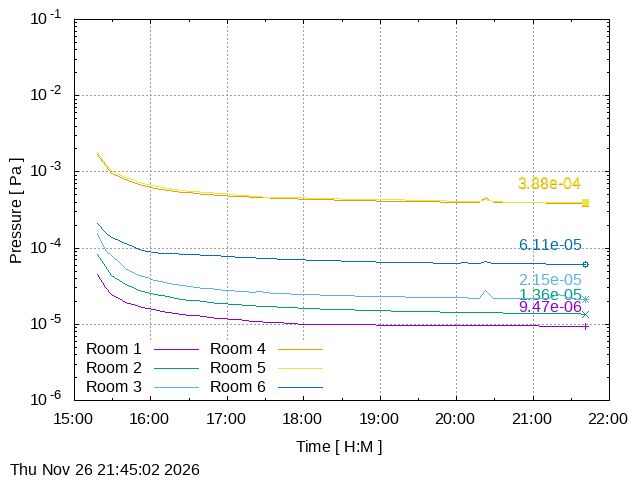 10^-1
10^-2
10^-3
10^-4
10^-5
10^-6
Pressure [ Pa ]
3.88e-04
6.11e-05
2.15e-05
1.36e-05
9.47e-06
Room 1 Room 4
Room 2 Room 5
Room 3 Room 6
15:00 16:00 17:00 18:00 19:00 20:00 21:00 22:00
Time [ H:M ]
Thu Nov 26 21:45:02 2026